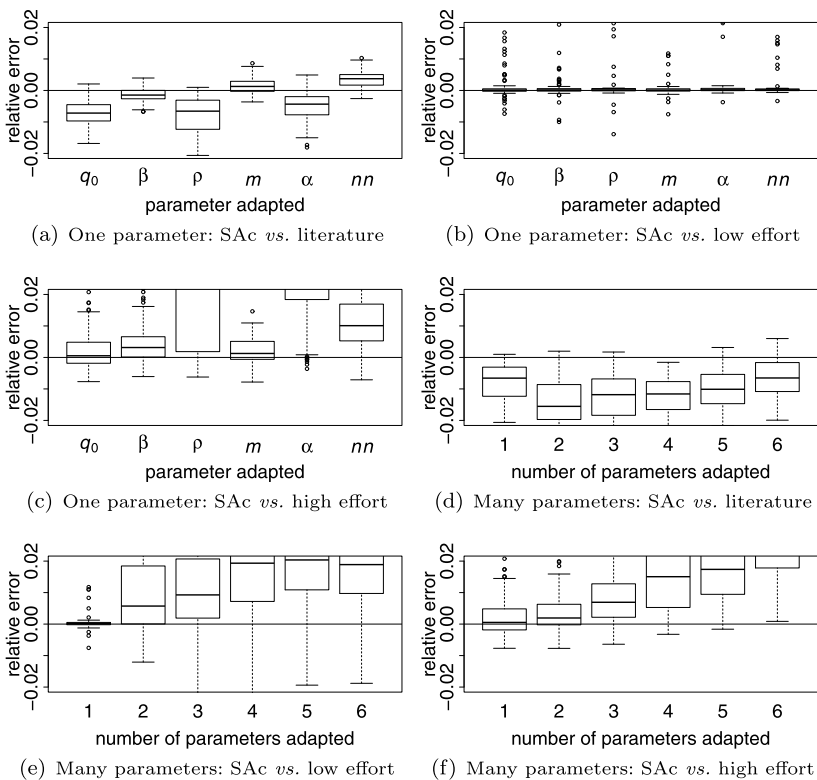 0.02
0.00
−0.02
relative error
q0 β ρ m α nn
parameter adapted
(a) One parameter: SAc vs. literature
0.02
0.00
−0.02
relative error
q0 β ρ m α nn
parameter adapted
(b) One parameter: SAc vs. low effort
0.02
0.00
−0.02
relative error
q0 β ρ m α nn
parameter adapted
(c) One parameter: SAc vs. high effort
0.02
0.00
−0.02
relative error
1 2 3 4 5 6
number of parameters adapted
(d) Many parameters: SAc vs. literature
0.02
0.00
−0.02
relative error
1 2 3 4 5 6
number of parameters adapted
(e) Many parameters: SAc vs. low effort
0.02
0.00
−0.02
relative error
1 2 3 4 5 6
number of parameters adapted
(f) Many parameters: SAc vs. high effort